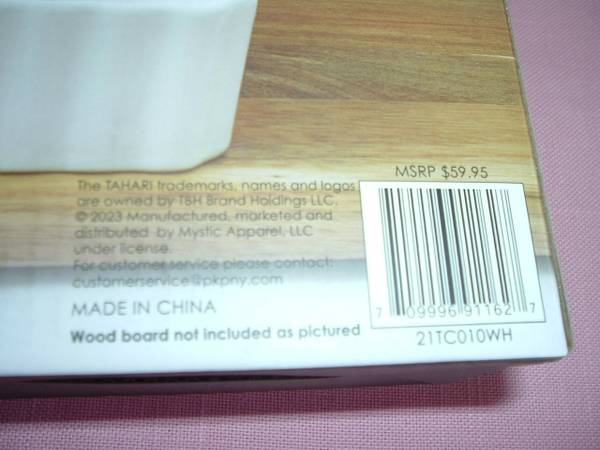 The TAHARI trademarks, names and logos
are owned by TBH Brand Holdings LLC.
© 2023 Manufactured, marketed and
distributed by Mystic Apparel, LLC
under license.
For customer service please contact:
customerservice@pkpny.com
MADE IN CHINA
Wood board not included as pictured
MSRP $59.95
7 09996 91162 7
21TC010WH